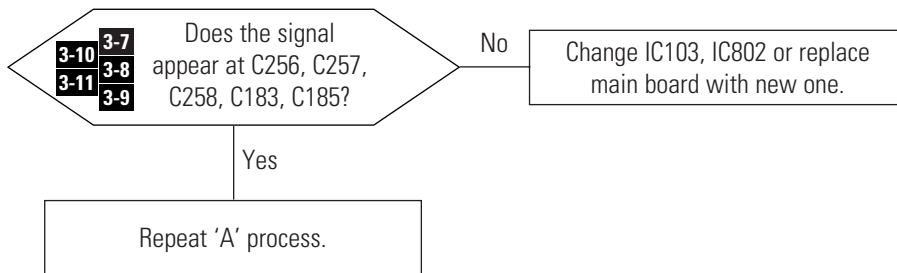 3-7
3-10
3-8
3-11
3-9
Does the signal
appear at C256, C257,
C258, C183, C185?
No
Change IC103, IC802 or replace
main board with new one.
Yes
Repeat ‘A’ process.